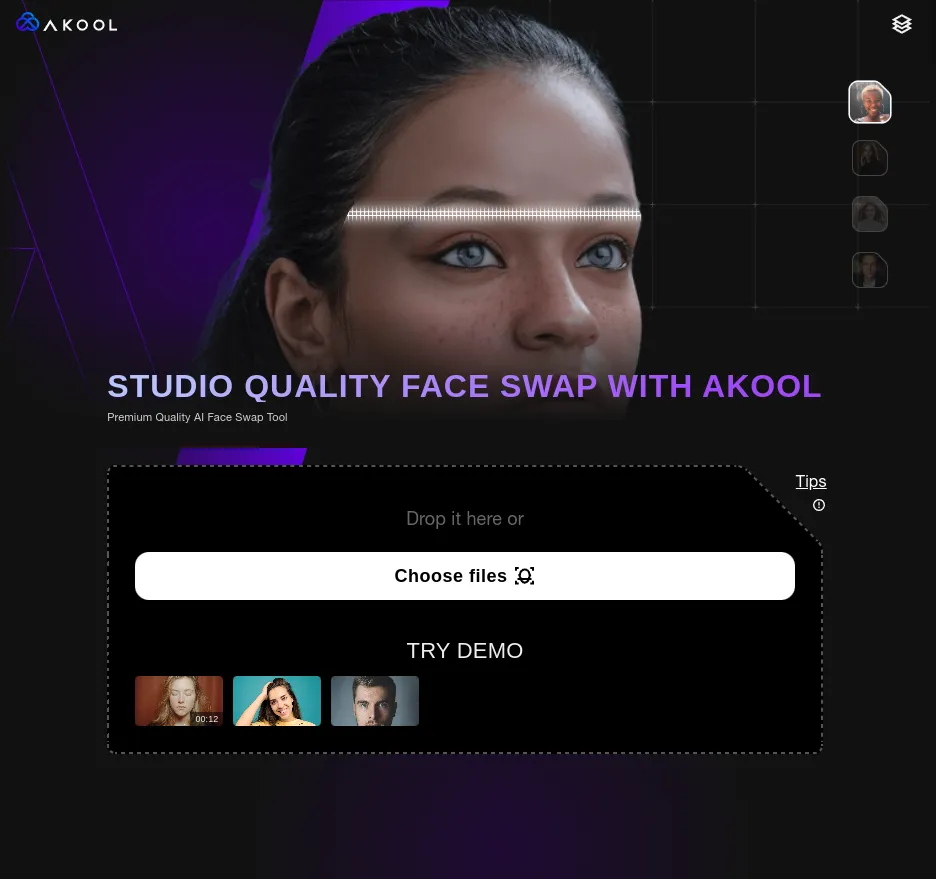 AKOOL
STUDIO QUALITY FACE SWAP WITH AKOOL
Premium Quality AI Face Swap Tool
Tips
Drop it here or
Choose files
TRY DEMO
00:12